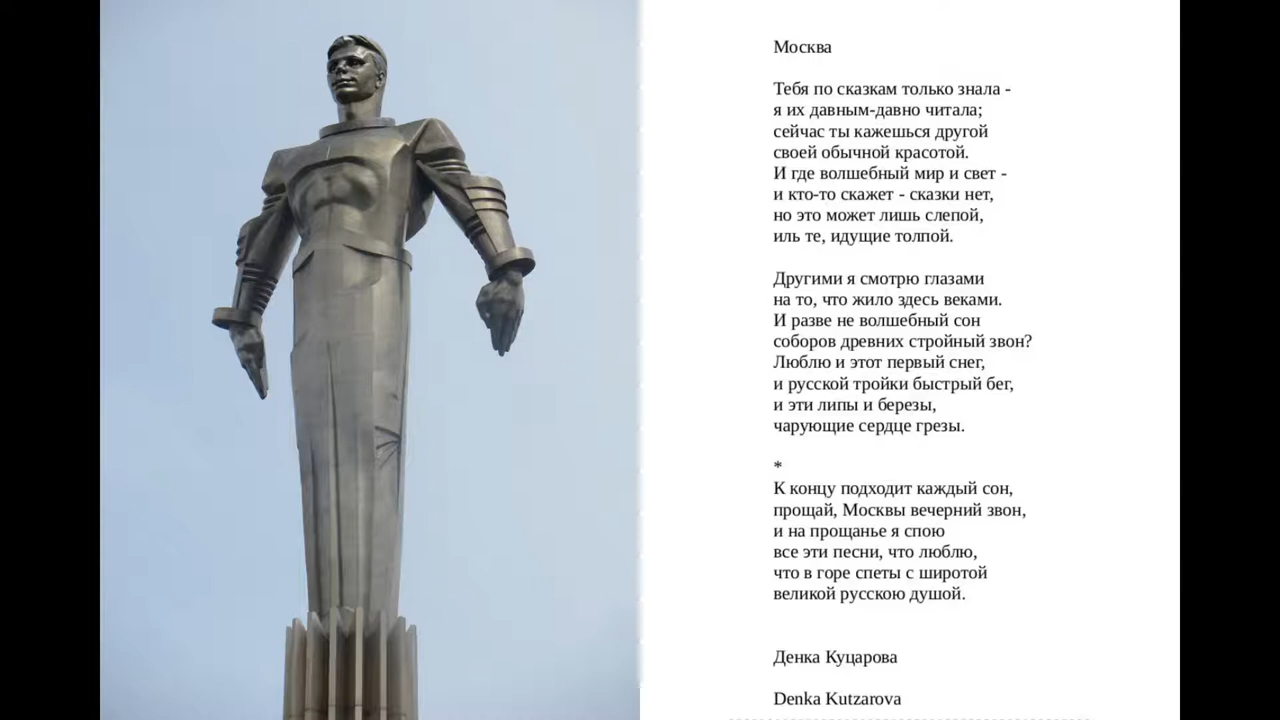 Москва
Тебя по сказкам только знала -
я их давным-давно читала;
сейчас ты кажешься другой
своей обычной красотой.
И где волшебный мир и свет -
и кто-то скажет - сказки нет,
но это может лишь слепой,
иль те, идущие толпой.
Другими я смотрю глазами
на то, что жило здесь веками.
И разве не волшебный сон
соборов древних стройный звон?
Люблю и этот первый снег,
и русской тройки быстрый бег,
и эти липы и березы,
чарующие сердце грезы.
*
К концу подходит каждый сон,
прощай, Москвы вечерний звон,
и на прощанье я спою
все эти песни, что люблю,
что в горе спеты с широтой
великой русскою душой.
Денка Куцарова
Denka Kutzarova